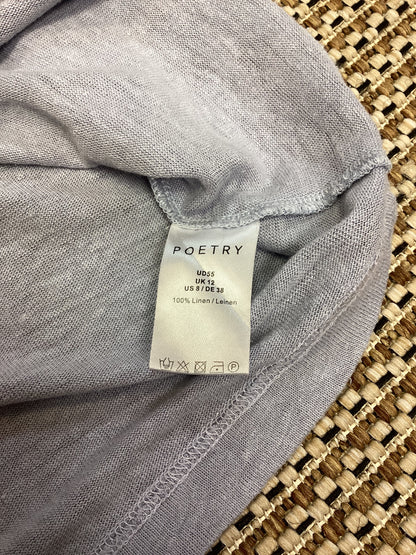 POETRY
UD55
UK 12
US 8 / DE 38
100% Linen / Leinen